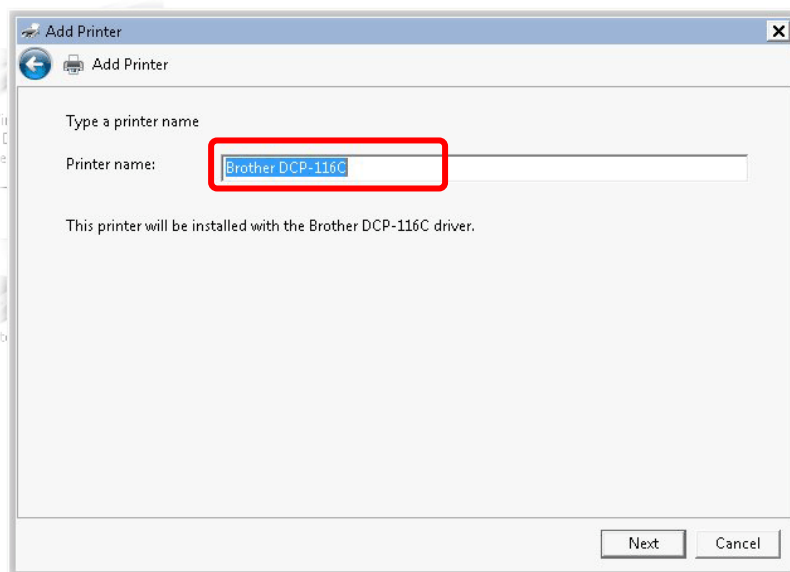 Add Printer
Add Printer
Type a printer name
Printer name: Brother DCP-116C
This printer will be installed with the Brother DCP-116C driver.
Next Cancel